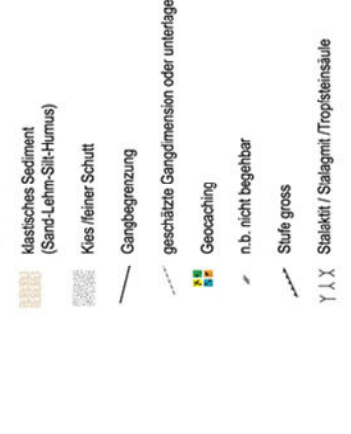 klastisches Sediment
(Sand-Lehm-Silt-Humus)
Kies /feiner Schutt
Gangbegrenzung
geschätzte Gangdimension oder unterlage
Geocaching
n.b. nicht begehbar
Stufe gross
Stalaktit / Stalagmit /Tropfsteinsäule